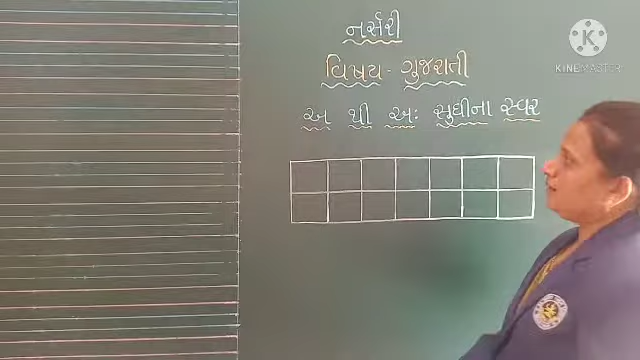 નર્સરી
KINEMASTER
વિષય - ગુજરાતી
અ થી અઃ સુધીના સ્વર